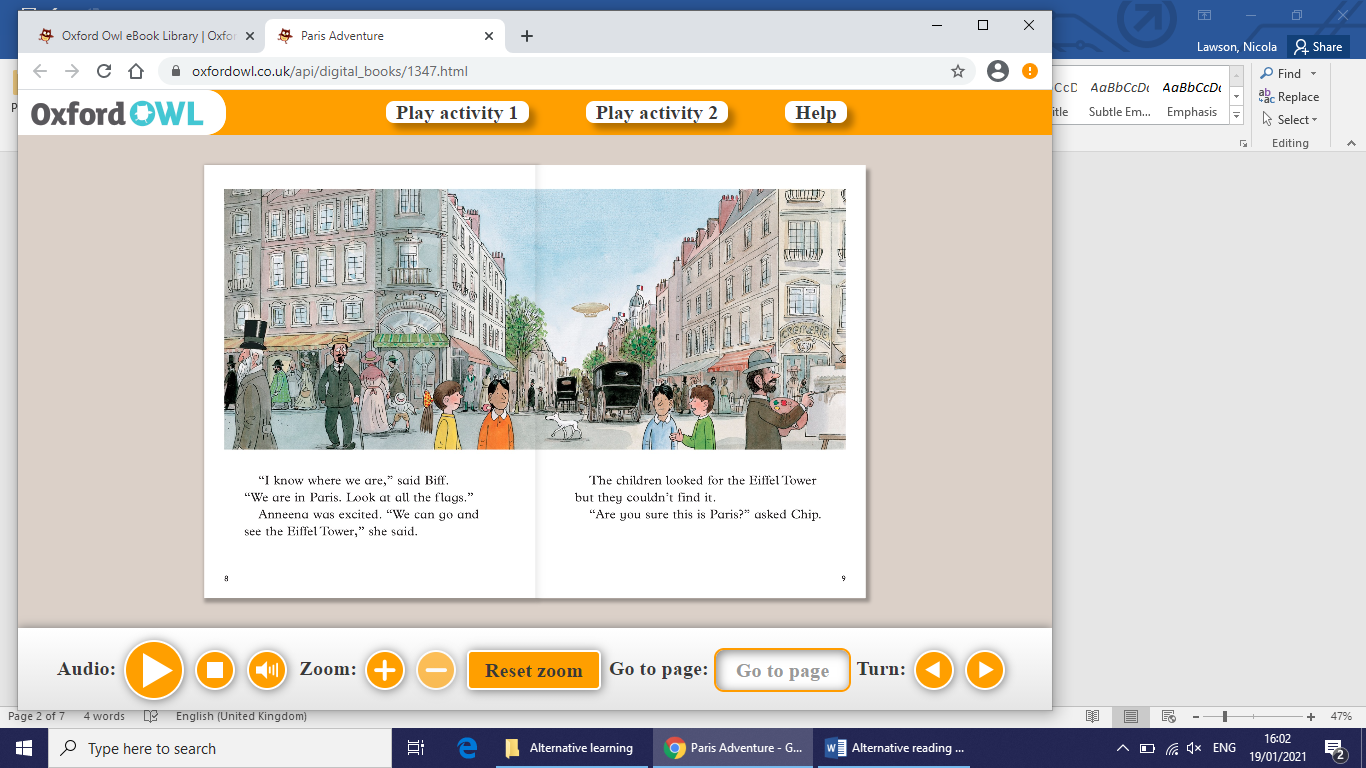 Oxford Owl eBook Library | Oxfo
Paris Adventure
Lawson, Nicola
Share
oxfordowl.co.uk/api/digital_books/1347.html
AaBbCcDc
AaBbCcDc
Subtle Em...
Emphasis
Find
Replace
Select
Editing
Oxford OWL
Play activity 1
Play activity 2
Help
“I know where we are,” said Biff.
“We are in Paris. Look at all the flags.”
Anneena was excited. “We can go and
see the Eiffel Tower,” she said.
8
The children looked for the Eiffel Tower
but they couldn’t find it.
“Are you sure this is Paris?” asked Chip.
9
Audio:
Zoom:
Reset zoom
Go to page:
Go to page
Turn:
Page 2 of 7
4 words
English (United Kingdom)
47%
Type here to search
Alternative learning
Paris Adventure - G...
Alternative reading ...
ENG
16:02
19/01/2021
2